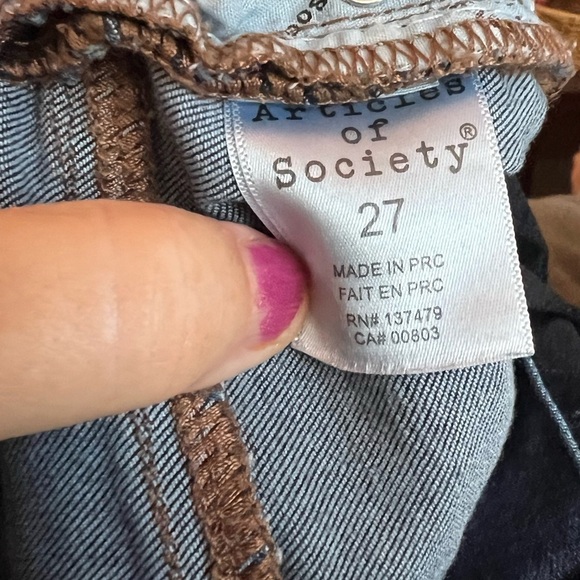 Articles
of
Society®
27
MADE IN PRC
FAIT EN PRC
RN# 137479
CA# 00803